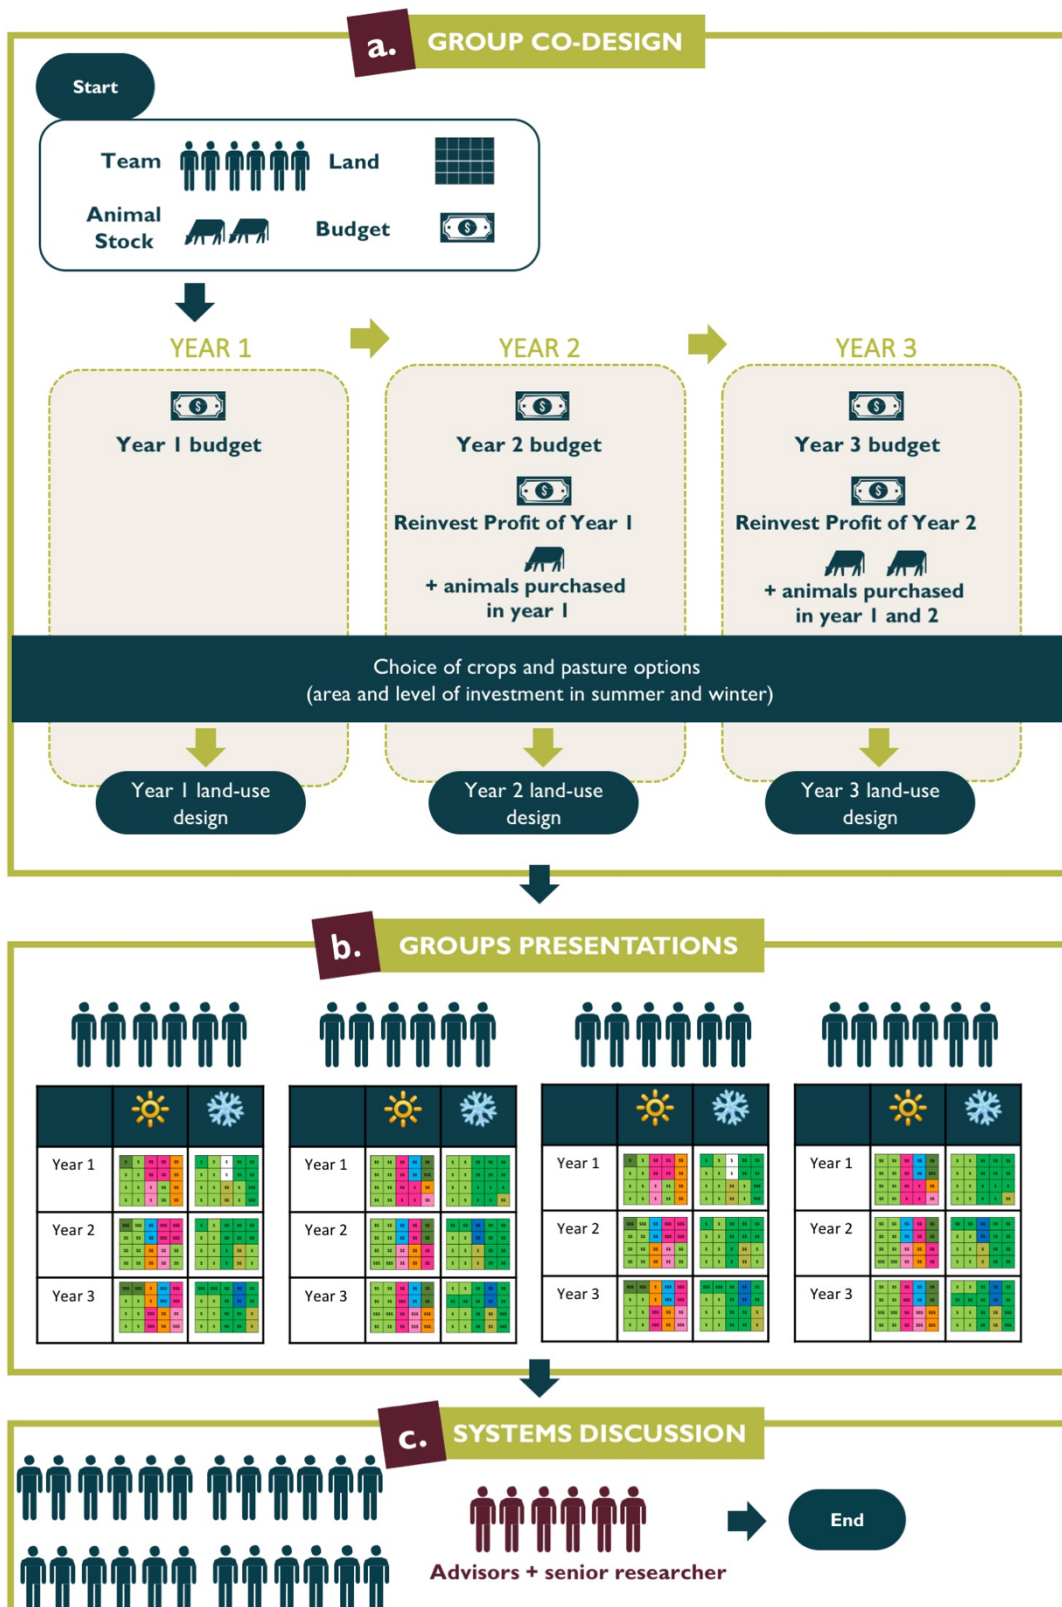 a.
GROUP CO-DESIGN
Start
Team
Land
Animal
Stock
Budget
YEAR 1
YEAR 2
YEAR 3
Year 1 budget
Year 2 budget
Year 3 budget
Reinvest Profit of Year 1
Reinvest Profit of Year 2
+ animals purchased
in year 1
+ animals purchased
in year 1 and 2
Choice of crops and pasture options
(area and level of investment in summer and winter)
Year 1 land-use
design
Year 2 land-use
design
Year 3 land-use
design
b.
GROUPS PRESENTATIONS
Year 1
Year 2
Year 3
Year 1
Year 2
Year 3
Year 1
Year 2
Year 3
Year 1
Year 2
Year 3
c.
SYSTEMS DISCUSSION
Advisors + senior researcher
End